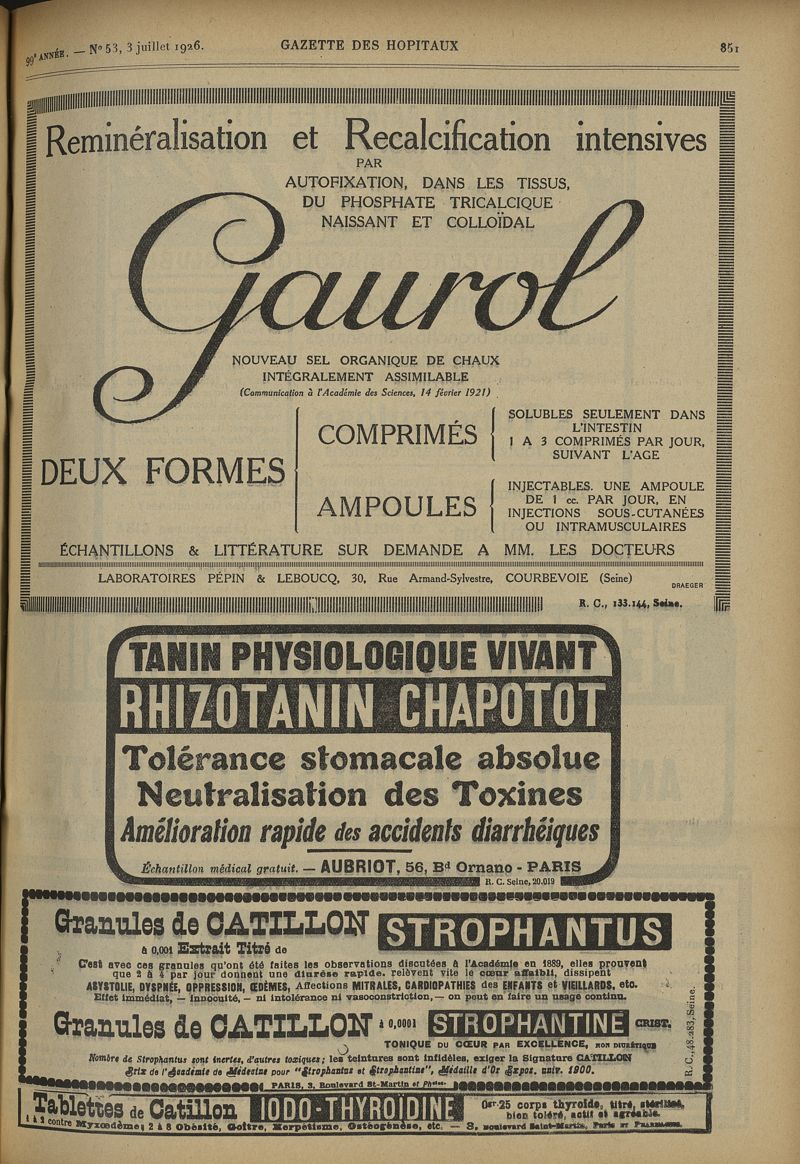 99e ANNÉE. — No 53, 3 juillet 1926. GAZETTE DES HOPITAUX 851
Reminéralisation et Recalcification intensives
PAR
AUTOFIXATION, DANS LES TISSUS,
DU PHOSPHATE TRICALCIQUE
NAISSANT ET COLLOÏDAL
Gaurol
NOUVEAU SEL ORGANIQUE DE CHAUX
INTÉGRALEMENT ASSIMILABLE
(Communication à l'Académie des Sciences, 14 février 1921)
DEUX FORMES
COMPRIMÉS
SOLUBLES SEULEMENT DANS
L'INTESTIN
1 A 3 COMPRIMÉS PAR JOUR,
SUIVANT L'AGE
AMPOULES
INJECTABLES. UNE AMPOULE
DE 1 cc. PAR JOUR, EN
INJECTIONS SOUS-CUTANÉES
OU INTRAMUSCULAIRES
ÉCHANTILLONS & LITTÉRATURE SUR DEMANDE A MM. LES DOCTEURS
LABORATOIRES PÉPIN & LEBOUCQ, 30, Rue Armand-Sylvestre, COURBEVOIE (Seine)
DRAEGER
R. C., 133.144, Seine.
TANIN PHYSIOLOGIQUE VIVANT
RHIZOTANIN CHAPOTOT
Tolérance stomacale absolue
Neutralisation des Toxines
Amélioration rapide des accidents diarrhéiques
Échantillon médical gratuit. — AUBRIOT, 56, Bd Ornano - PARIS
R. C. Seine, 20.019
Granules de CATILLON STROPHANTUS
à 0,001 Extrait Titré de
C'est avec ces granules qu'ont été faites les observations discutées à l'Académie en 1889, elles prouvent
que 2 à 4 par jour donnent une diurèse rapide, relèvent vite le cœur affaibli, dissipent
ASYSTOLIE, DYSPNÉE, OPPRESSION, ŒDÈMES, Affections MITRALES, CARDIOPATHIES des ENFANTS et VIEILLARDS, etc.
Effet immédiat, — innocuité, — ni intolérance ni vasoconstriction, — on peut en faire un usage continu.
Granules de CATILLON à 0,0001 STROPHANTINE CRIST.
TONIQUE DU CŒUR PAR EXCELLENCE, NON DIURÉTIQUE
Nombre de Strophantus sont inertes, d'autres toxiques; les teintures sont infidèles, exiger la Signature CATILLON
Prix de l'Académie de Médecine pour "Strophantus et Strophantine", Médaille d'Or Expos. univ. 1900.
PARIS, 3, Boulevard St-Martin et Phies
R. C., 48.283, Seine.
Tablettes de Catillon IODO-THYROÏDINE
0gr.25 corps thyroïde, titré, stérilisé,
bien toléré, actif et agréable.
1 à 2 contre Myxœdème; 2 à 8 Obésité, Goître, Herpétisme, Ostéogénèse, etc. — 3, Boulevard Saint-Martin, Paris et Pharmacies.